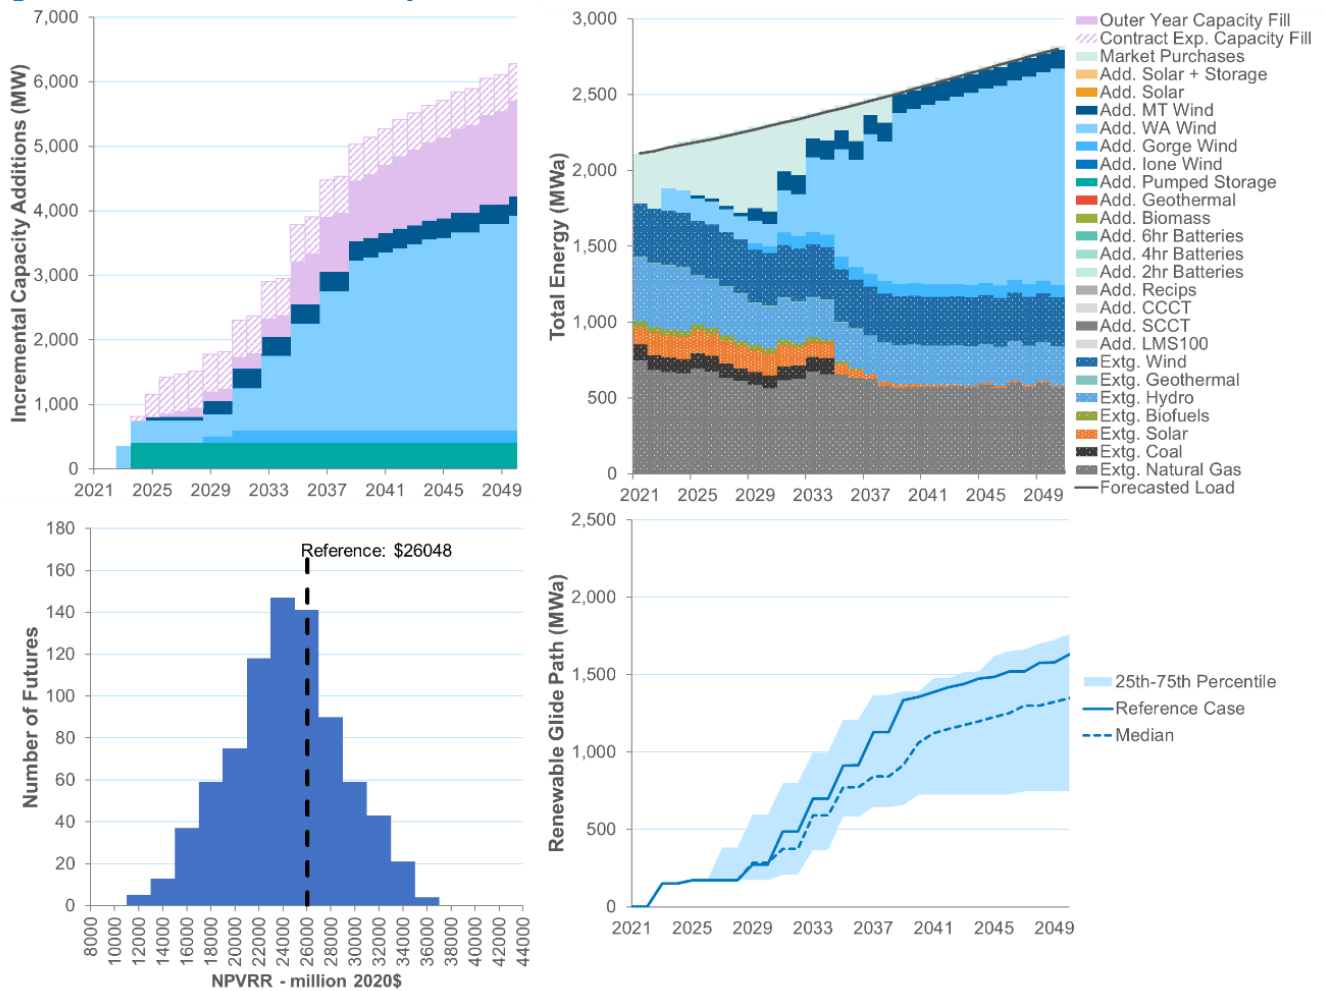 7,000
6,000
5,000
4,000
3,000
2,000
1,000
0
Incremental Capacity Additions (MW)
2021 2025 2029 2033 2037 2041 2045 2049
3,000
2,500
2,000
1,500
1,000
500
0
Total Energy (MWa)
2021 2025 2029 2033 2037 2041 2045 2049
Outer Year Capacity Fill
Contract Exp. Capacity Fill
Market Purchases
Add. Solar + Storage
Add. Solar
Add. MT Wind
Add. WA Wind
Add. Gorge Wind
Add. Ione Wind
Add. Pumped Storage
Add. Geothermal
Add. Biomass
Add. 6hr Batteries
Add. 4hr Batteries
Add. 2hr Batteries
Add. Recips
Add. CCCT
Add. SCCT
Add. LMS100
Extg. Wind
Extg. Geothermal
Extg. Hydro
Extg. Biofuels
Extg. Solar
Extg. Coal
Extg. Natural Gas
Forecasted Load
180
160
140
120
100
80
60
40
20
0
Number of Futures
Reference: $26048
8000 10000 12000 14000 16000 18000 20000 22000 24000 26000 28000 30000 32000 34000 36000 38000 40000 42000 44000
NPVRR - million 2020$
2,500
2,000
1,500
1,000
500
0
Renewable Glide Path (MWa)
2021 2025 2029 2033 2037 2041 2045 2049
25th-75th Percentile
Reference Case
Median